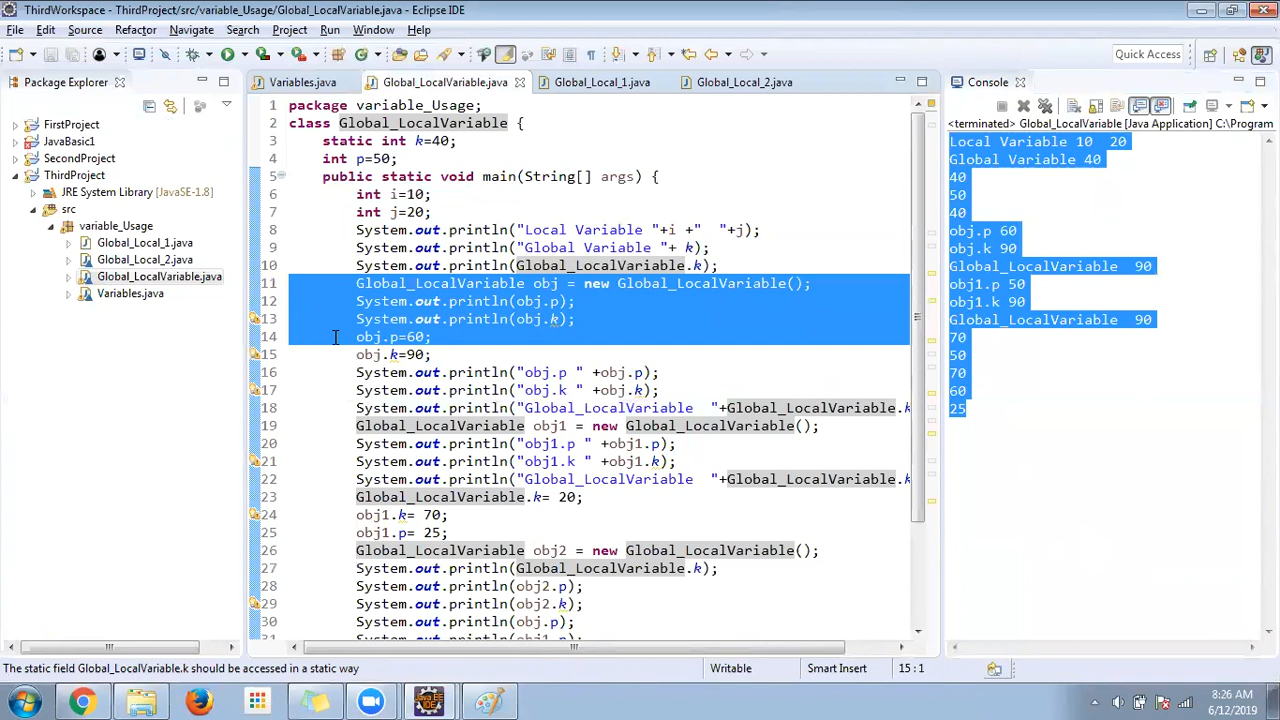 ThirdWorkspace - ThirdProject/src/variable_Usage/Global_LocalVariable.java - Eclipse IDE
File Edit Source Refactor Navigate Search Project Run Window Help
Quick Access
Package Explorer
FirstProject
JavaBasic1
SecondProject
ThirdProject
JRE System Library [JavaSE-1.8]
src
variable_Usage
Global_Local_1.java
Global_Local_2.java
Global_LocalVariable.java
Variables.java
Variables.java Global_LocalVariable.java Global_Local_1.java Global_Local_2.java
1 package variable_Usage;
2 class Global_LocalVariable {
3 static int k=40;
4 int p=50;
5 public static void main(String[] args) {
6 int i=10;
7 int j=20;
8 System.out.println("Local Variable "+i +" "+j);
9 System.out.println("Global Variable "+ k);
10 System.out.println(Global_LocalVariable.k);
11 Global_LocalVariable obj = new Global_LocalVariable();
12 System.out.println(obj.p);
13 System.out.println(obj.k);
14 obj.p=60;
15 obj.k=90;
16 System.out.println("obj.p " +obj.p);
17 System.out.println("obj.k " +obj.k);
18 System.out.println("Global_LocalVariable "+Global_LocalVariable.k
19 Global_LocalVariable obj1 = new Global_LocalVariable();
20 System.out.println("obj1.p " +obj1.p);
21 System.out.println("obj1.k " +obj1.k);
22 System.out.println("Global_LocalVariable "+Global_LocalVariable.k
23 Global_LocalVariable.k= 20;
24 obj1.k= 70;
25 obj1.p= 25;
26 Global_LocalVariable obj2 = new Global_LocalVariable();
27 System.out.println(Global_LocalVariable.k);
28 System.out.println(obj2.p);
29 System.out.println(obj2.k);
30 System.out.println(obj.p);
31 System.out.println(obj1.p);
Console
<terminated> Global_LocalVariable [Java Application] C:\Program
Local Variable 10 20
Global Variable 40
40
50
40
obj.p 60
obj.k 90
Global_LocalVariable 90
obj1.p 50
obj1.k 90
Global_LocalVariable 90
70
50
70
60
25
The static field Global_LocalVariable.k should be accessed in a static way
Writable
Smart Insert
15 : 1
8:26 AM
6/12/2019